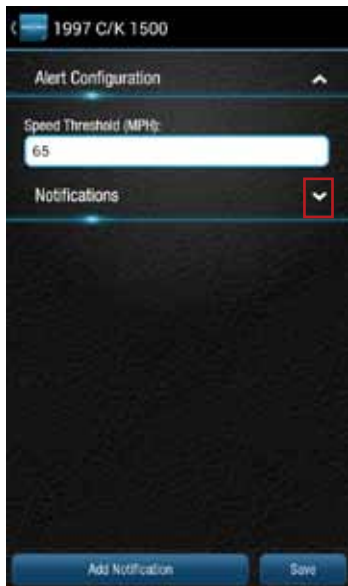 1997 C/K 1500
Alert Configuration
Speed Threshold (MPH):
65
Notifications
Add Notification
Save